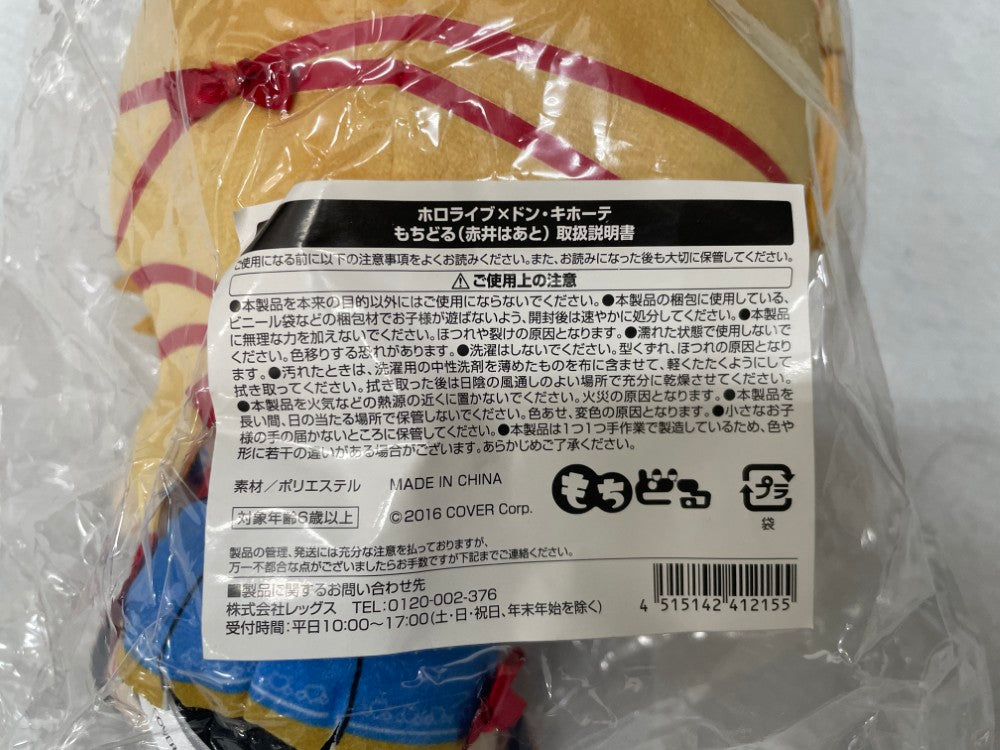 ホロライブ×ドン・キホーテ
もちどる(赤井はあと)取扱説明書
ご使用になる前に以下の注意事項をよくお読みください。また、お読みになった後も大切に保管してください。
⚠ご使用上の注意
●本製品を本来の目的以外にはご使用にならないでください。●本製品の梱包に使用している、
ビニール袋などの梱包材でお子様が遊ばないよう、開封後は速やかに処分してください。●本製品
に無理な力を加えないでください。ほつれや裂けの原因となります。●濡れた状態で使用しないで
ください。色移りする恐れがあります。●洗濯はしないでください。型くずれ、ほつれの原因となり
ます。●汚れたときは、洗濯用の中性洗剤を薄めたものを布に含ませて、軽くたたくようにして
拭き取ってください。拭き取った後は日陰の風通しのよい場所で充分に乾燥させてください。
●本製品を火気などの熱源の近くに置かないでください。火災の原因となります。●本製品を
長い間、日の当たる場所で保管しないでください。色あせ、変色の原因となります。●小さなお子
様の手の届かないところに保管してください。●本製品は1つ1つ手作業で製造しているため、色や
形に若干の違いがある場合がございます。あらかじめご了承ください。
素材/ポリエステル MADE IN CHINA
対象年齢6歳以上 ©2016 COVER Corp.
もちどる
プラ
袋
製品の管理、発送には充分な注意を払っておりますが、
万一不都合な点がございましたらお手数ですが下記までご連絡ください。
■製品に関するお問い合わせ先
株式会社レッグス TEL:0120-002-376
受付時間:平日10:00〜17:00(土・日・祝日、年末年始を除く)
4 515142 412155